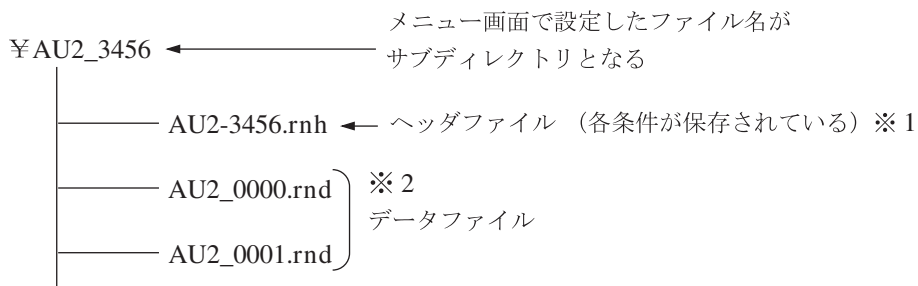 メニュー画面で設定したファイル名が
￥AU2_3456
サブディレクトリとなる
AU2-3456.rnh
ヘッダファイル （各条件が保存されている）※1
AU2_0000.rnd
※2
データファイル
AU2_0001.rnd